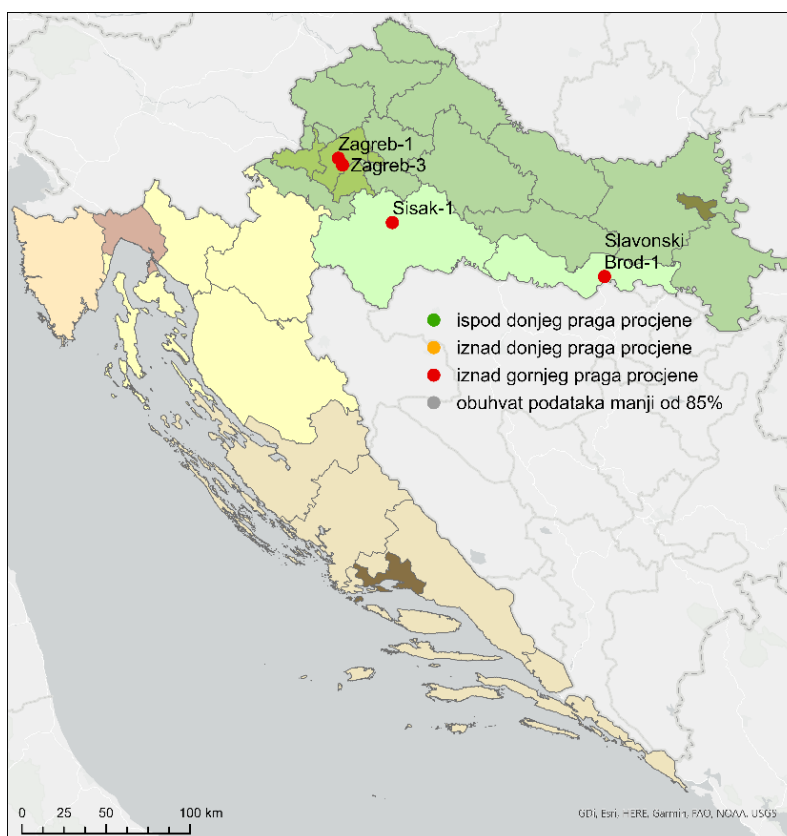 Zagreb-1
Zagreb-3
Sisak-1
Slavonski
Brod-1
ispod donjeg praga procjene
iznad donjeg praga procjene
iznad gornjeg praga procjene
obuhvat podataka manji od 85%
0 25 50 100 km
GDi, Esri, HERE, Garmin, FAO, NOAA, USGS